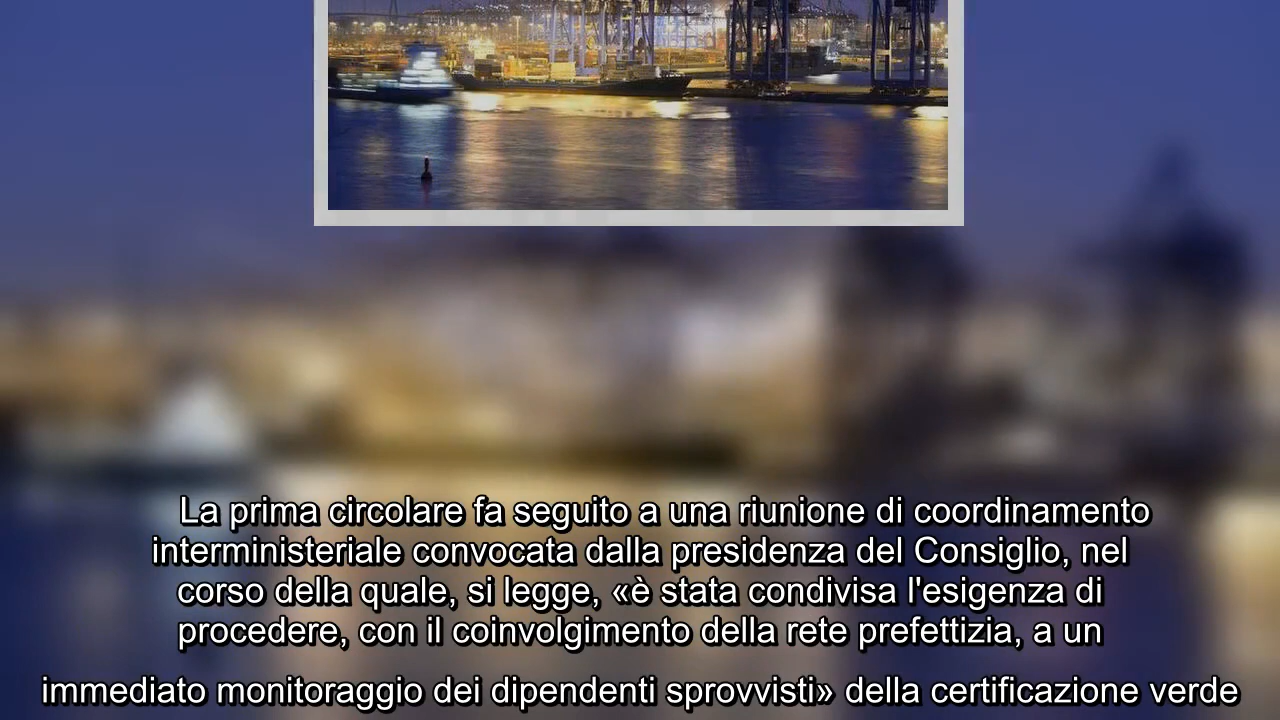 La prima circolare fa seguito a una riunione di coordinamento
interministeriale convocata dalla presidenza del Consiglio, nel
corso della quale, si legge, «è stata condivisa l'esigenza di
procedere, con il coinvolgimento della rete prefettizia, a un
immediato monitoraggio dei dipendenti sprovvisti» della certificazione verde